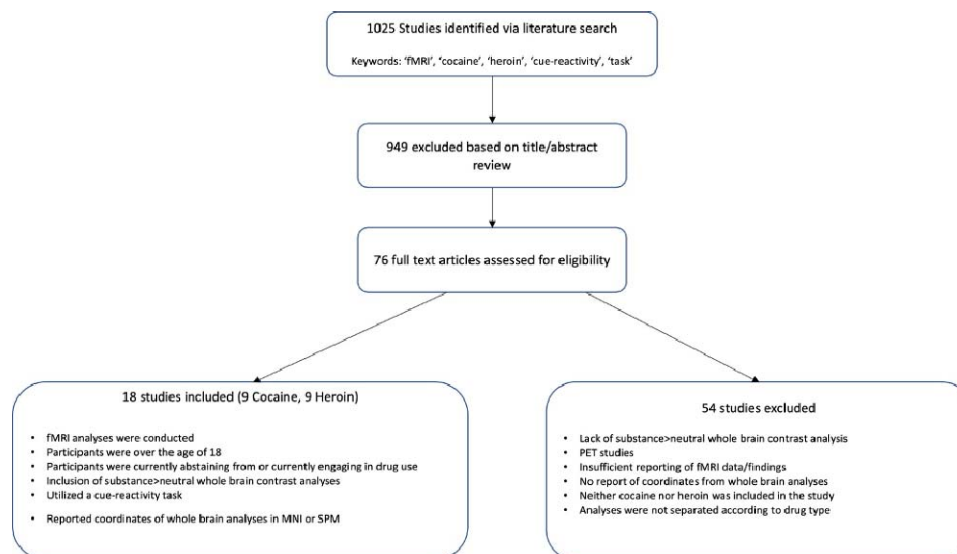 1025 Studies identified via literature search
Keywords: ‘fMRI’, ‘cocaine’, ‘heroin’, ‘cue-reactivity’, ‘task’
949 excluded based on title/abstract
review
76 full text articles assessed for eligibility
18 studies included (9 Cocaine, 9 Heroin)
• fMRI analyses were conducted
• Participants were over the age of 18
• Participants were currently abstaining from or currently engaging in drug use
• Inclusion of substance>neutral whole brain contrast analyses
• Utilized a cue-reactivity task
• Reported coordinates of whole brain analyses in MNI or SPM
54 studies excluded
• Lack of substance>neutral whole brain contrast analysis
• PET studies
• Insufficient reporting of fMRI data/findings
• No report of coordinates from whole brain analyses
• Neither cocaine nor heroin was included in the study
• Analyses were not separated according to drug type